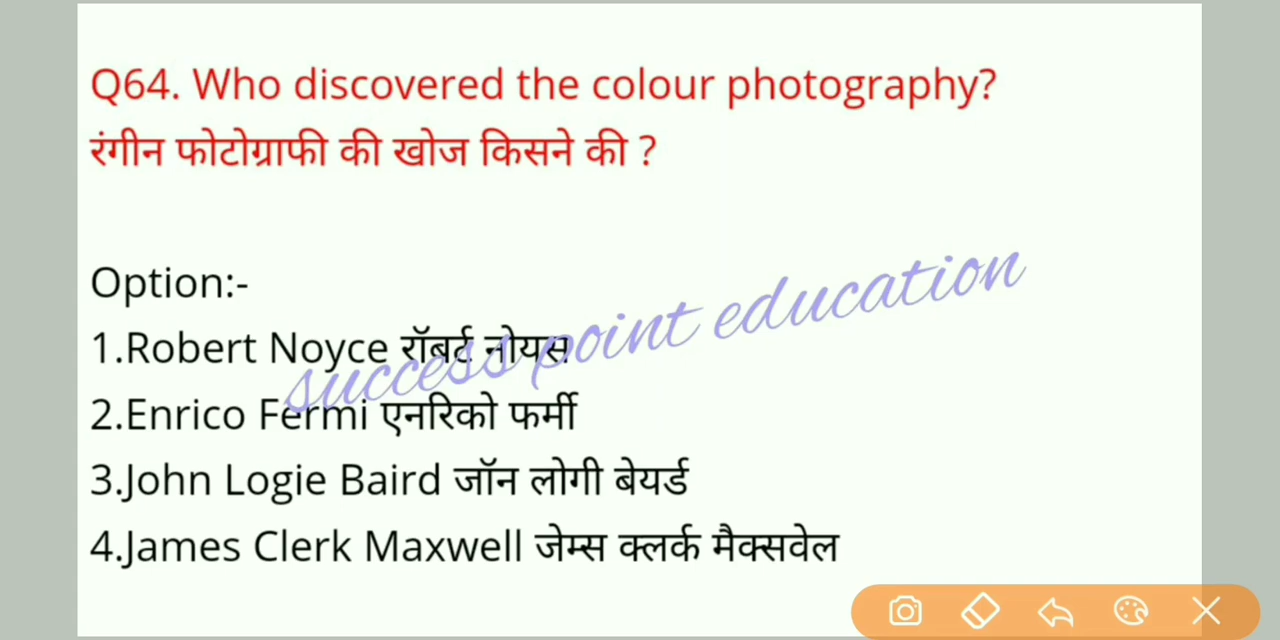 Q64. Who discovered the colour photography?
रंगीन फोटोग्राफी की खोज किसने की ?
Option:-
1.Robert Noyce रॉबर्ट नोयस
2.Enrico Fermi एनरिको फर्मी
3.John Logie Baird जॉन लोगी बेयर्ड
4.James Clerk Maxwell जेम्स क्लर्क मैक्सवेल
success point education